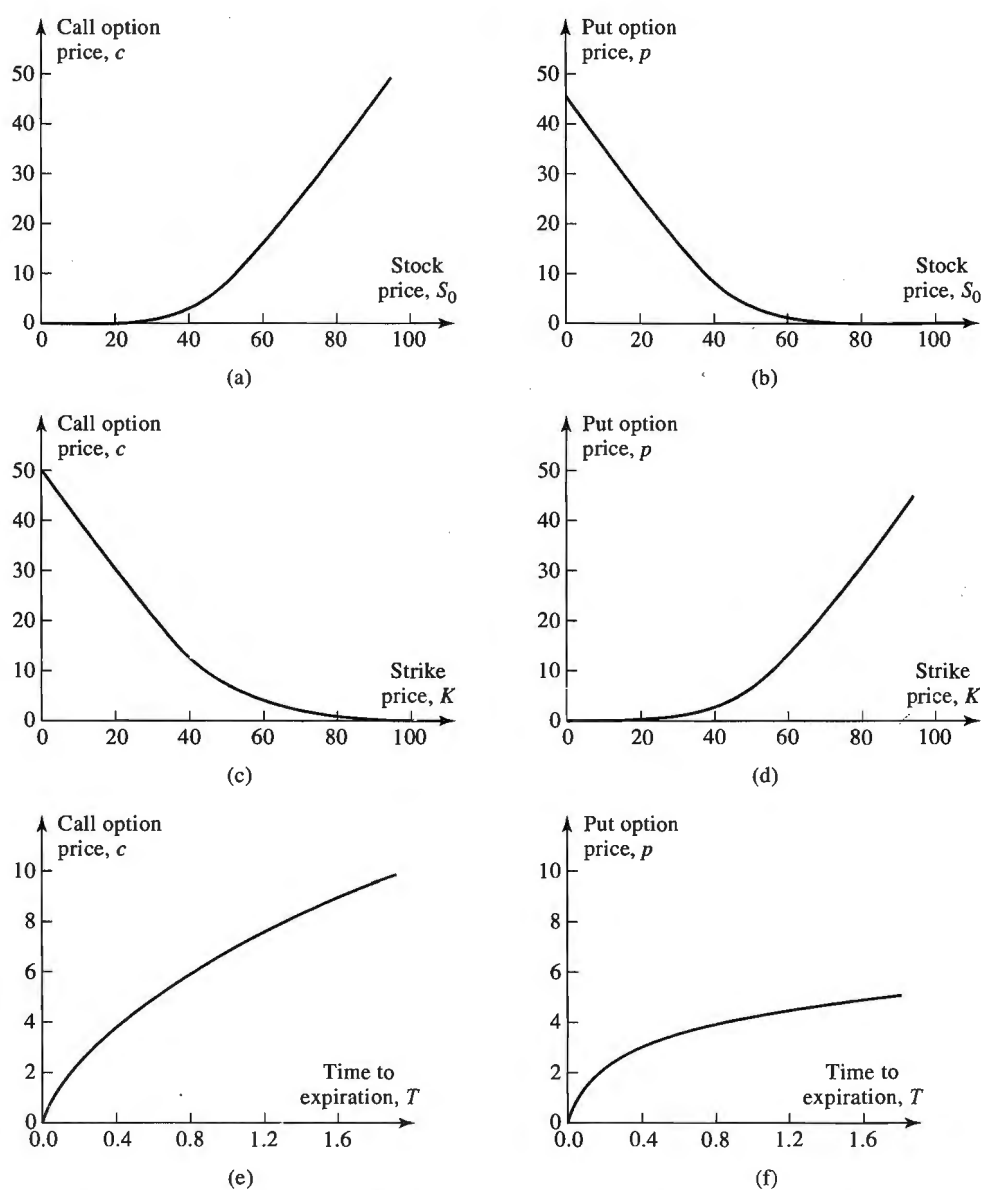 Call option
price, c
50
40
30
20
10
0
Stock
price, S0
0 20 40 60 80 100
(a)
Put option
price, p
50
40
30
20
10
0
Stock
price, S0
0 20 40 60 80 100
(b)
Call option
price, c
50
40
30
20
10
0
Strike
price, K
0 20 40 60 80 100
(c)
Put option
price, p
50
40
30
20
10
0
Strike
price, K
0 20 40 60 80 100
(d)
Call option
price, c
10
8
6
4
2
0
Time to
expiration, T
0.0 0.4 0.8 1.2 1.6
(e)
Put option
price, p
10
8
6
4
2
0
Time to
expiration, T
0.0 0.4 0.8 1.2 1.6
(f)